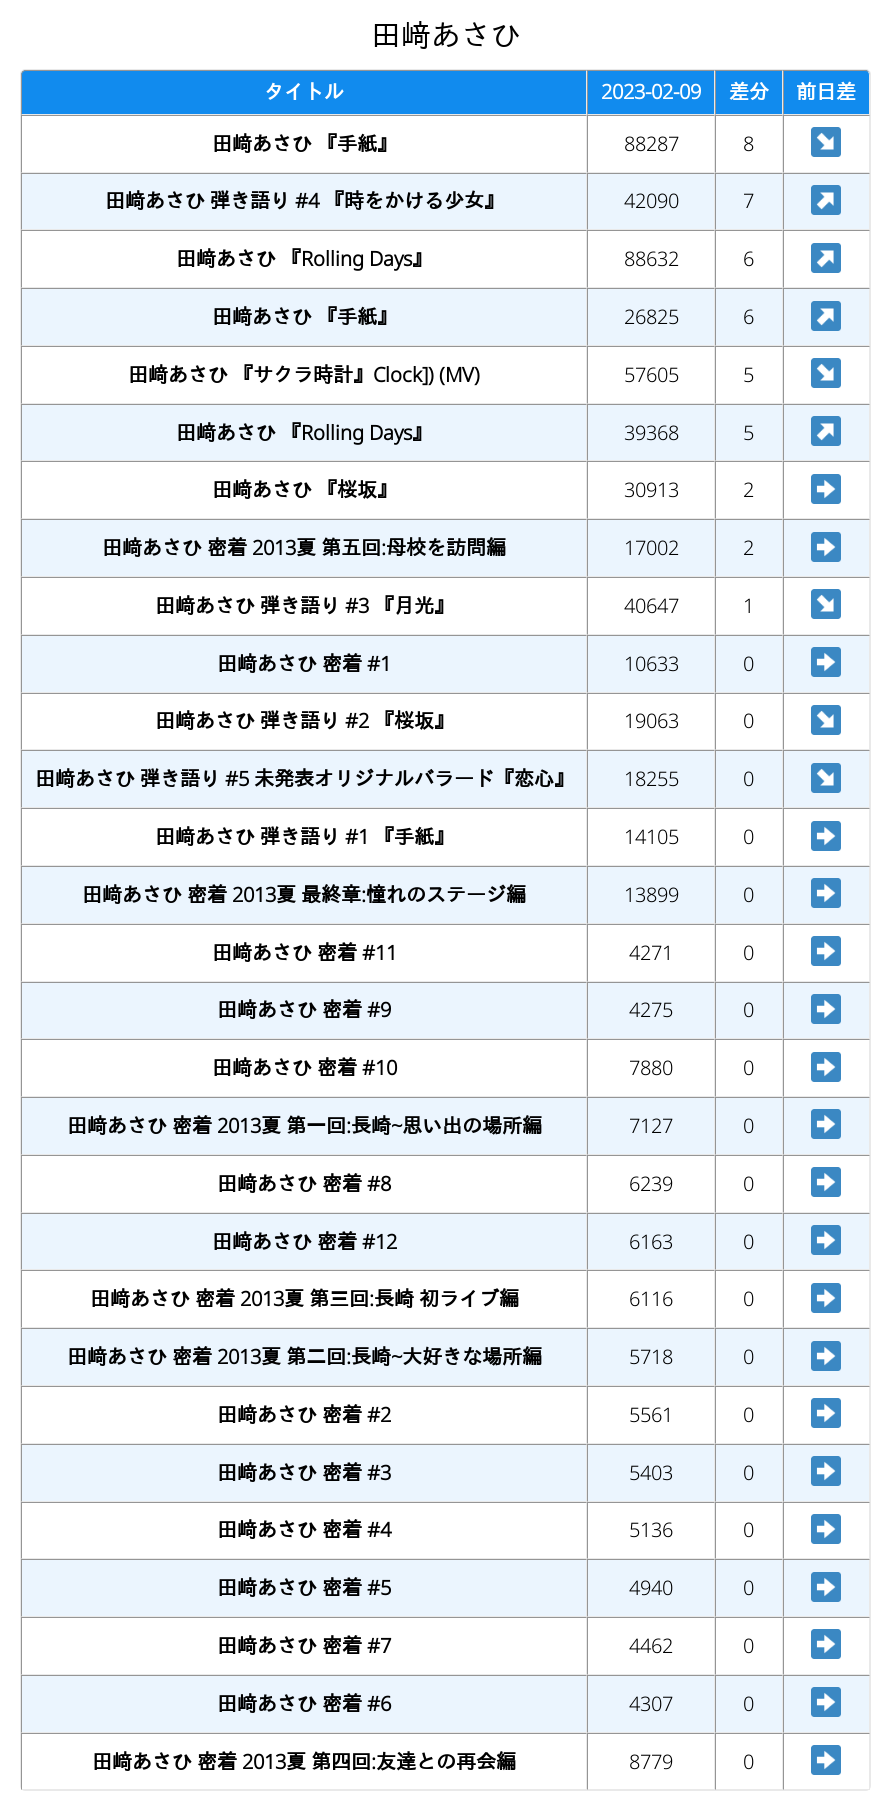 田﨑あさひ
タイトル 2023-02-09 差分 前日差
田﨑あさひ 『手紙』 88287 8
田﨑あさひ 弾き語り #4 『時をかける少女』 42090 7
田﨑あさひ 『Rolling Days』 88632 6
田﨑あさひ 『手紙』 26825 6
田﨑あさひ 『サクラ時計』Clock]) (MV) 57605 5
田﨑あさひ 『Rolling Days』 39368 5
田﨑あさひ 『桜坂』 30913 2
田﨑あさひ 密着 2013夏 第五回:母校を訪問編 17002 2
田﨑あさひ 弾き語り #3 『月光』 40647 1
田﨑あさひ 密着 #1 10633 0
田﨑あさひ 弾き語り #2 『桜坂』 19063 0
田﨑あさひ 弾き語り #5 未発表オリジナルバラード『恋心』 18255 0
田﨑あさひ 弾き語り #1 『手紙』 14105 0
田﨑あさひ 密着 2013夏 最終章:憧れのステージ編 13899 0
田﨑あさひ 密着 #11 4271 0
田﨑あさひ 密着 #9 4275 0
田﨑あさひ 密着 #10 7880 0
田﨑あさひ 密着 2013夏 第一回:長崎~思い出の場所編 7127 0
田﨑あさひ 密着 #8 6239 0
田﨑あさひ 密着 #12 6163 0
田﨑あさひ 密着 2013夏 第三回:長崎 初ライブ編 6116 0
田﨑あさひ 密着 2013夏 第二回:長崎~大好きな場所編 5718 0
田﨑あさひ 密着 #2 5561 0
田﨑あさひ 密着 #3 5403 0
田﨑あさひ 密着 #4 5136 0
田﨑あさひ 密着 #5 4940 0
田﨑あさひ 密着 #7 4462 0
田﨑あさひ 密着 #6 4307 0
田﨑あさひ 密着 2013夏 第四回:友達との再会編 8779 0